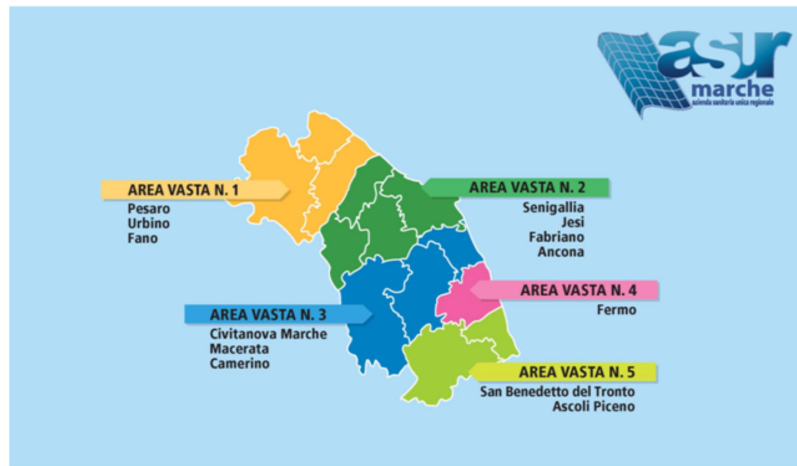 asur
marche
azienda sanitaria unica regionale
AREA VASTA N. 1
Pesaro
Urbino
Fano
AREA VASTA N. 2
Senigallia
Jesi
Fabriano
Ancona
AREA VASTA N. 4
Fermo
AREA VASTA N. 3
Civitanova Marche
Macerata
Camerino
AREA VASTA N. 5
San Benedetto del Tronto
Ascoli Piceno